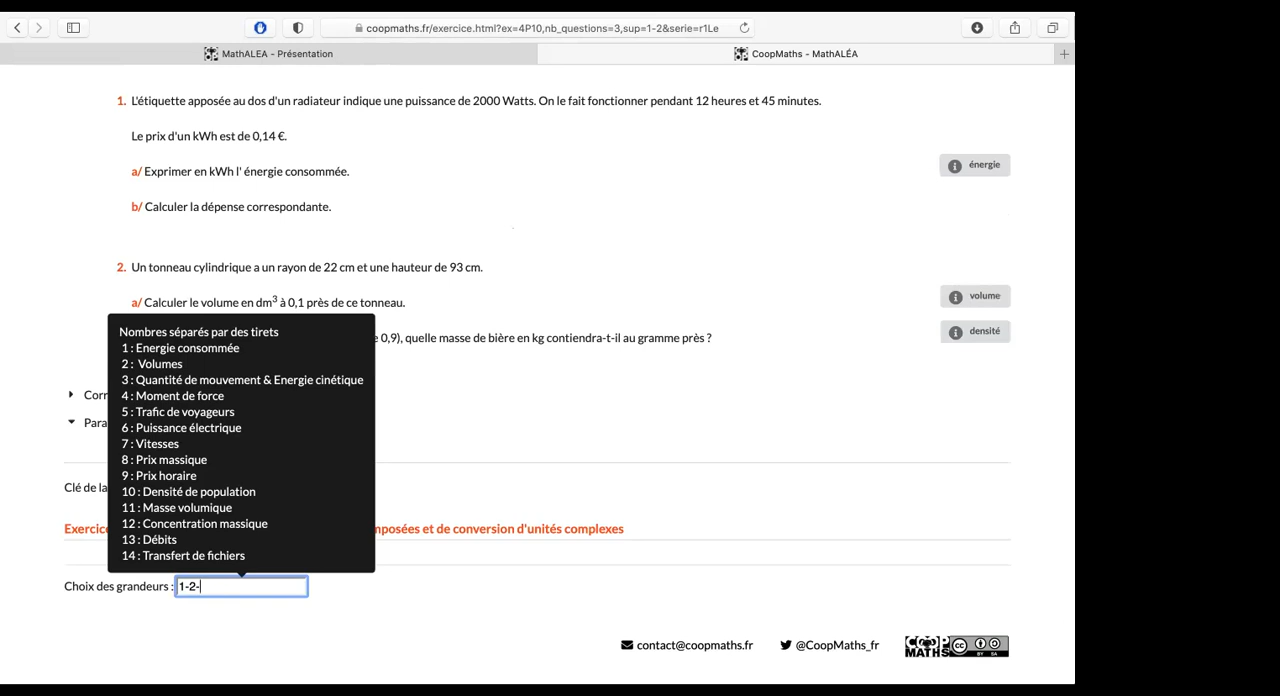 coopmaths.fr/exercice.html?ex=4P10,nb_questions=3,sup=1-2&serie=r1Le
MathALEA - Présentation
CoopMaths - MathALÉA
1. L'étiquette apposée au dos d'un radiateur indique une puissance de 2000 Watts. On le fait fonctionner pendant 12 heures et 45 minutes.
Le prix d'un kWh est de 0,14 €.
a/ Exprimer en kWh l' énergie consommée.
énergie
b/ Calculer la dépense correspondante.
2. Un tonneau cylindrique a un rayon de 22 cm et une hauteur de 93 cm.
a/ Calculer le volume en dm³ à 0,1 près de ce tonneau.
volume
0,9), quelle masse de bière en kg contiendra-t-il au gramme près ?
densité
Nombres séparés par des tirets
1 : Energie consommée
2 : Volumes
3 : Quantité de mouvement & Energie cinétique
4 : Moment de force
5 : Trafic de voyageurs
6 : Puissance électrique
7 : Vitesses
8 : Prix massique
9 : Prix horaire
10 : Densité de population
11 : Masse volumique
12 : Concentration massique
13 : Débits
14 : Transfert de fichiers
Corr
Para
Clé de la
Exercic mposées et de conversion d'unités complexes
Choix des grandeurs : 1-2-
contact@coopmaths.fr
@CoopMaths_fr
COOP
MATHS
cc
BY SA